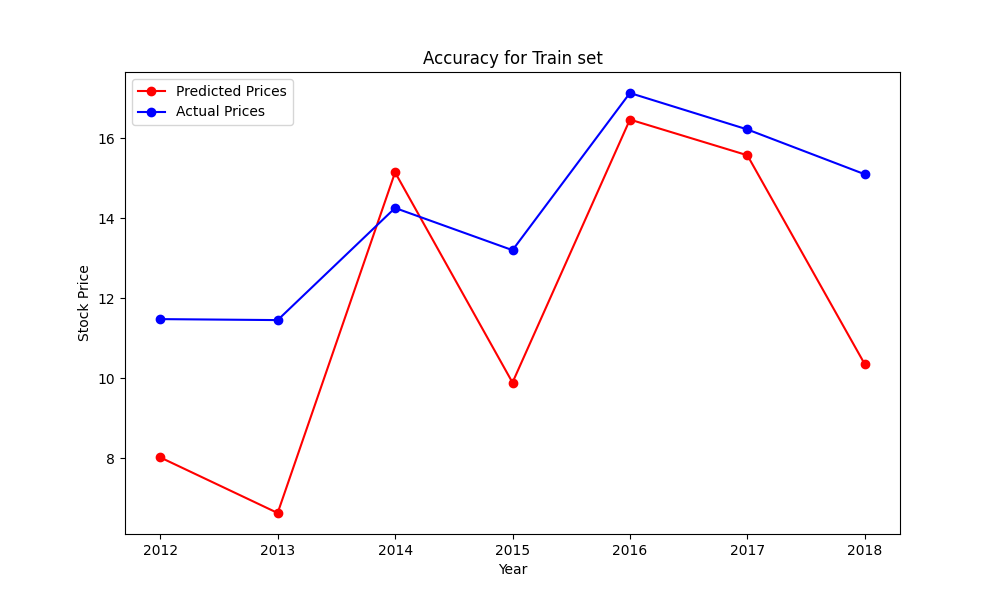 Accuracy for Train set
Predicted Prices
Actual Prices
Stock Price
16
14
12
10
8
2012 2013 2014 2015 2016 2017 2018
Year